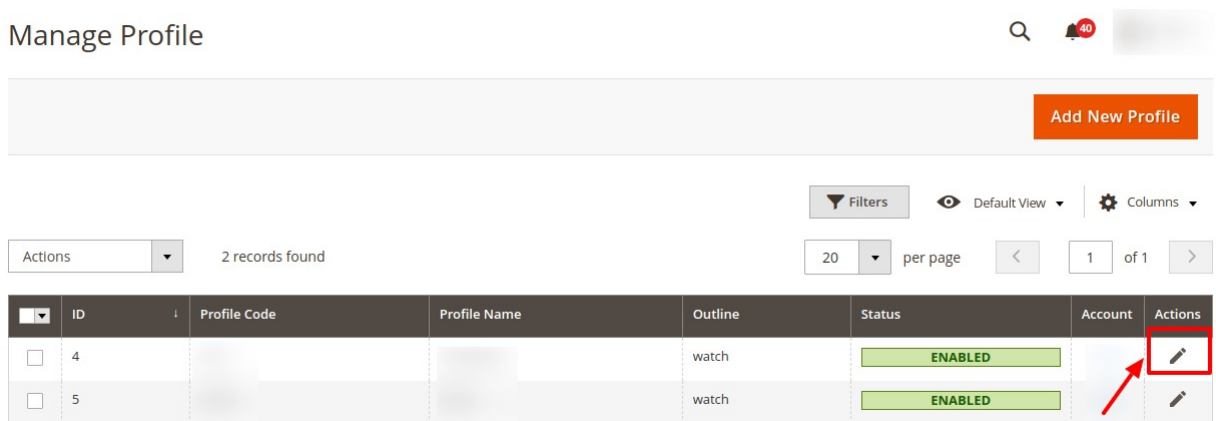 Manage Profile
40
Add New Profile
Filters Default View Columns
Actions 2 records found 20 per page 1 of 1
ID ↓ Profile Code Profile Name Outline Status Account Actions
4 watch ENABLED
5 watch ENABLED